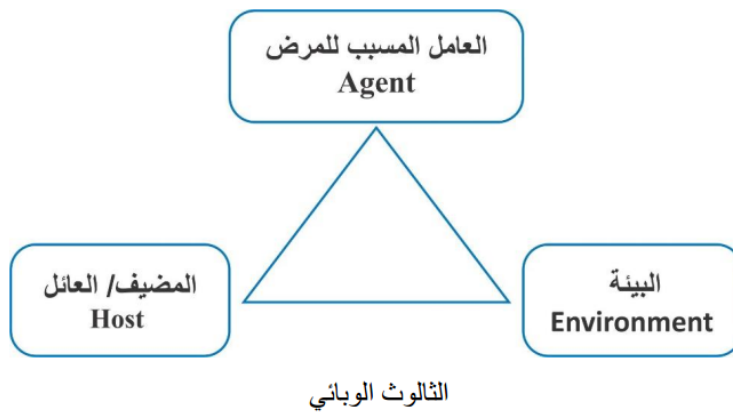 العامل المسبب للمرض
Agent
المضيف/ العائل
Host
البيئة
Environment
الثالوث الوبائي